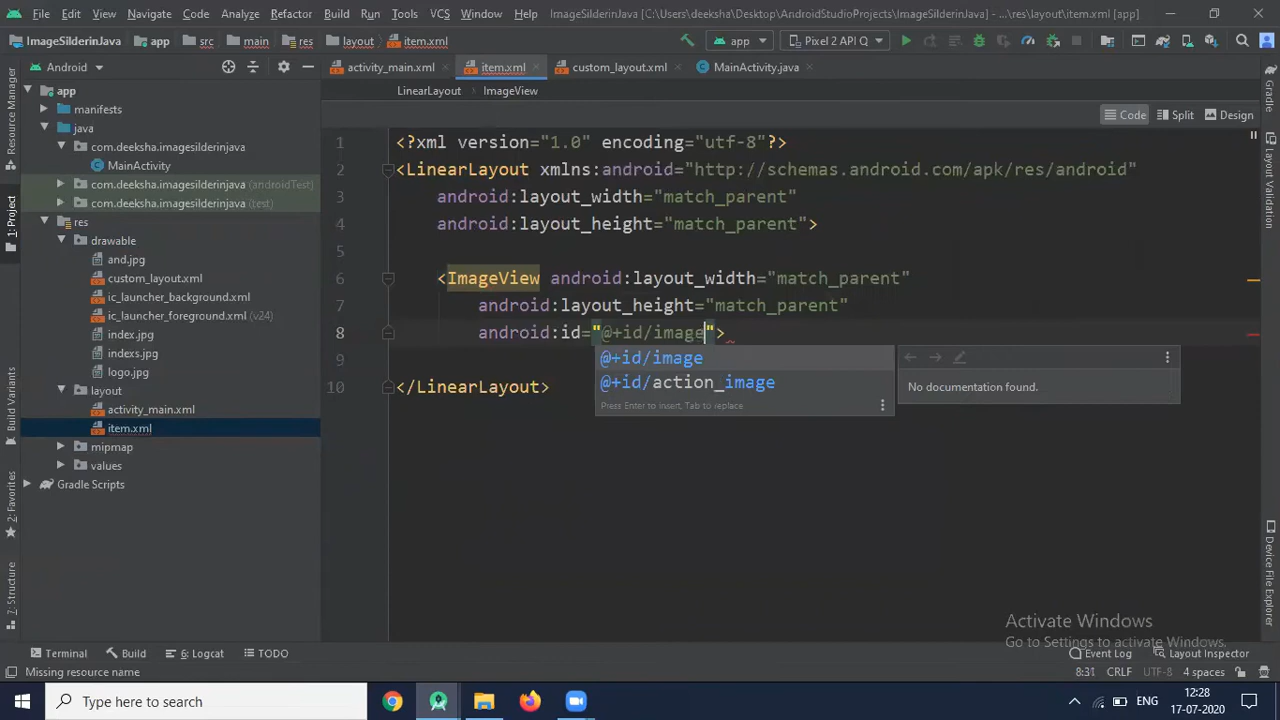 File Edit View Navigate Code Analyze Refactor Build Run Tools VCS Window Help ImageSilderinJava [C:\Users\deeksha\Desktop\AndroidStudioProjects\ImageSilderinJava] - ...\res\layout\item.xml [app]
ImageSilderinJava app src main res layout item.xml app Pixel 2 API Q
Android activity_main.xml item.xml custom_layout.xml MainActivity.java
LinearLayout ImageView
Code Split Design
Resource Manager
1: Project
Build Variants
2: Favorites
7: Structure
app
manifests
java
com.deeksha.imagesilderinjava
MainActivity
com.deeksha.imagesilderinjava (androidTest)
com.deeksha.imagesilderinjava (test)
res
drawable
and.jpg
custom_layout.xml
ic_launcher_background.xml
ic_launcher_foreground.xml (v24)
index.jpg
indexs.jpg
logo.jpg
layout
activity_main.xml
item.xml
mipmap
values
Gradle Scripts
1 <?xml version="1.0" encoding="utf-8"?>
2 <LinearLayout xmlns:android="http://schemas.android.com/apk/res/android"
3 android:layout_width="match_parent"
4 android:layout_height="match_parent">
5
6 <ImageView android:layout_width="match_parent"
7 android:layout_height="match_parent"
8 android:id="@+id/image">
9
10 </LinearLayout>
@+id/image
@+id/action_image
Press Enter to insert, Tab to replace
No documentation found.
Gradle
Layout Validation
Device File Explorer
Activate Windows
Go to Settings to activate Windows.
Terminal Build 6: Logcat TODO Event Log Layout Inspector
Missing resource name 8:31 CRLF UTF-8 4 spaces
Type here to search
ENG
12:28
17-07-2020